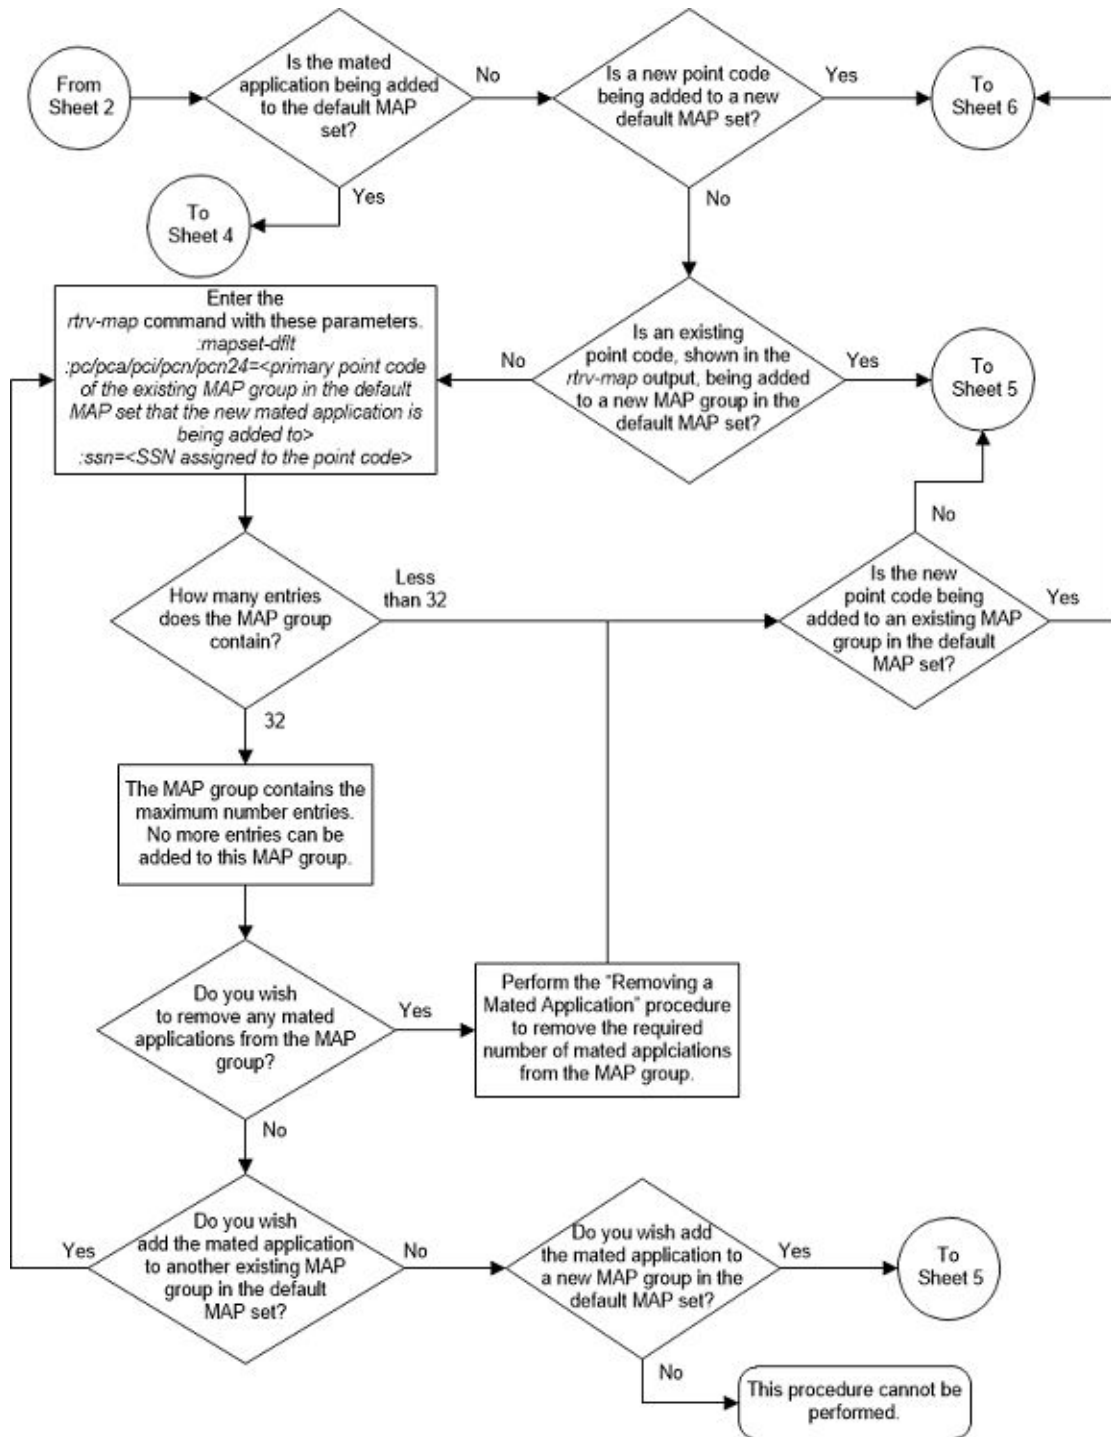 From
Sheet 2
Is the mated
application being added
to the default MAP
set?
No
Is a new point code
being added to a new
default MAP set?
Yes
To
Sheet 6
Yes
To
Sheet 4
No
Enter the
rtrv-map command with these parameters.
:mapset-dflt
:pc/pca/pci/pcn/pcn24=<primary point code
of the existing MAP group in the default
MAP set that the new mated application is
being added to>
:ssn=<SSN assigned to the point code>
No
Is an existing
point code, shown in the
rtrv-map output, being added
to a new MAP group in the
default MAP set?
Yes
To
Sheet 5
No
How many entries
does the MAP group
contain?
Less
than 32
Is the new
point code being
added to an existing MAP
group in the default
MAP set?
Yes
32
The MAP group contains the
maximum number entries.
No more entries can be
added to this MAP group.
Do you wish
to remove any mated
applications from the MAP
group?
Yes
Perform the "Removing a
Mated Application" procedure
to remove the required
number of mated applciations
from the MAP group.
No
Yes
Do you wish
add the mated application
to another existing MAP
group in the default
MAP set?
No
Do you wish add
the mated application to
a new MAP group in the
default MAP set?
Yes
To
Sheet 5
No
This procedure cannot be
performed.